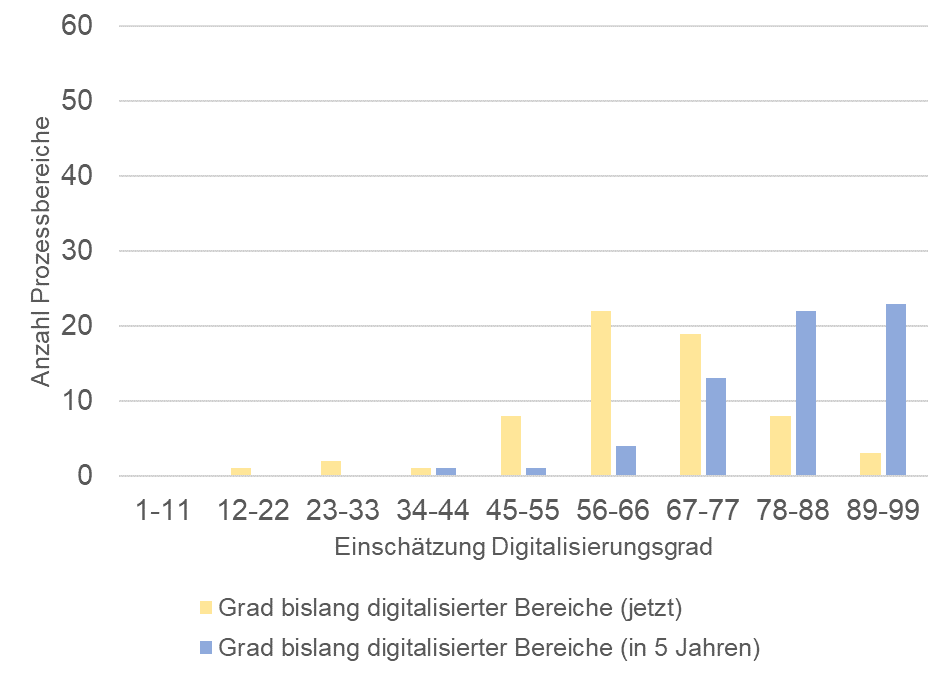 60
50
40
30
20
10
0
Anzahl Prozessbereiche
1-11 12-22 23-33 34-44 45-55 56-66 67-77 78-88 89-99
Einschätzung Digitalisierungsgrad
Grad bislang digitalisierter Bereiche (jetzt)
Grad bislang digitalisierter Bereiche (in 5 Jahren)